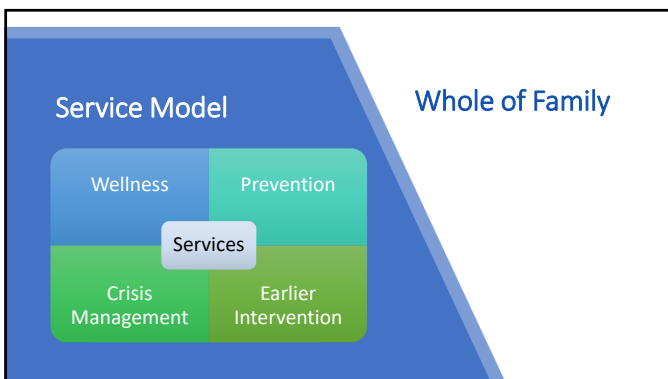 Service Model
Whole of Family
Wellness
Prevention
Services
Crisis
Management
Earlier
Intervention